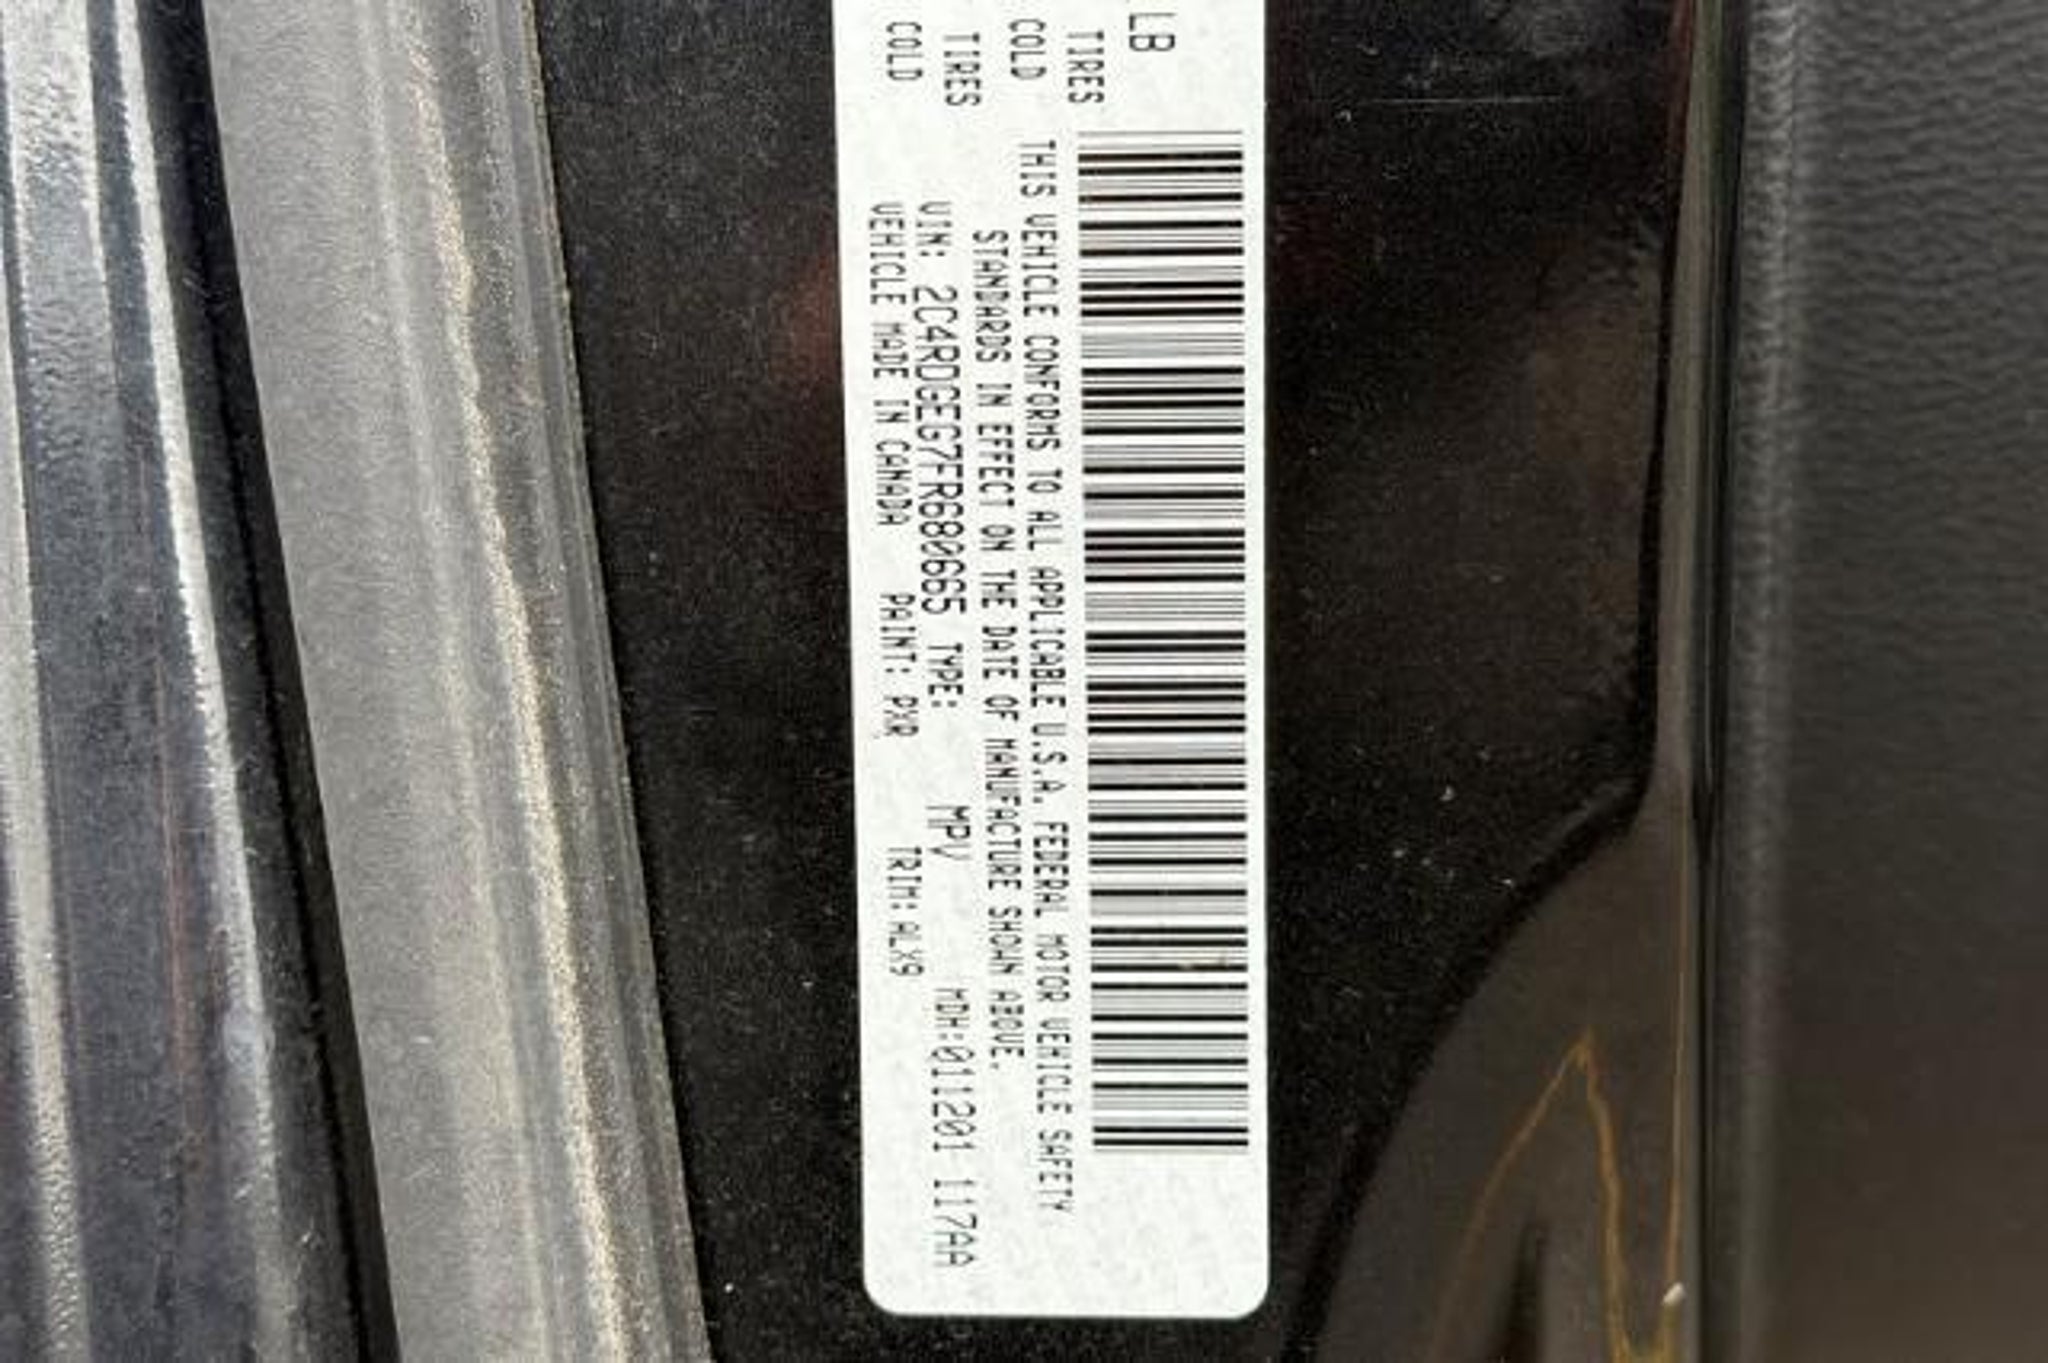 LB
TIRES
COLD
TIRES
COLD
THIS VEHICLE CONFORMS TO ALL APPLICABLE U.S.A. FEDERAL MOTOR VEHICLE SAFETY
STANDARDS IN EFFECT ON THE DATE OF MANUFACTURE SHOWN ABOVE.
VIN: 2C4RDGEG7FR680665 TYPE: MPV MDH:011201 117AA
VEHICLE MADE IN CANADA PAINT: PXR TRIM:ALX9